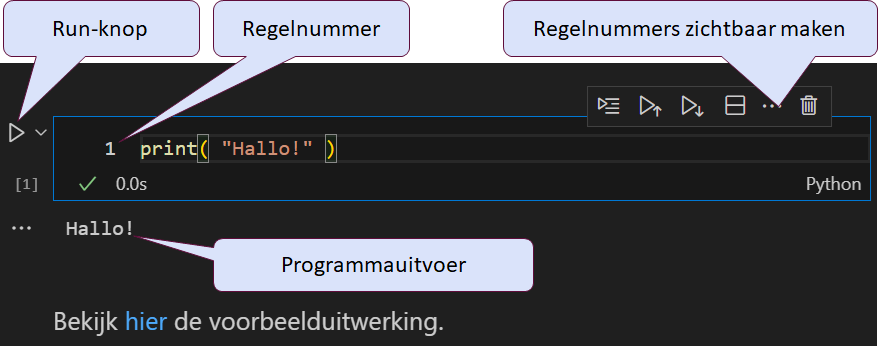 Run-knop
Regelnummer
Regelnummers zichtbaar maken
1 print( "Hallo!" )
[1] 0.0s Python
Hallo!
Programmauitvoer
Bekijk hier de voorbeelduitwerking.